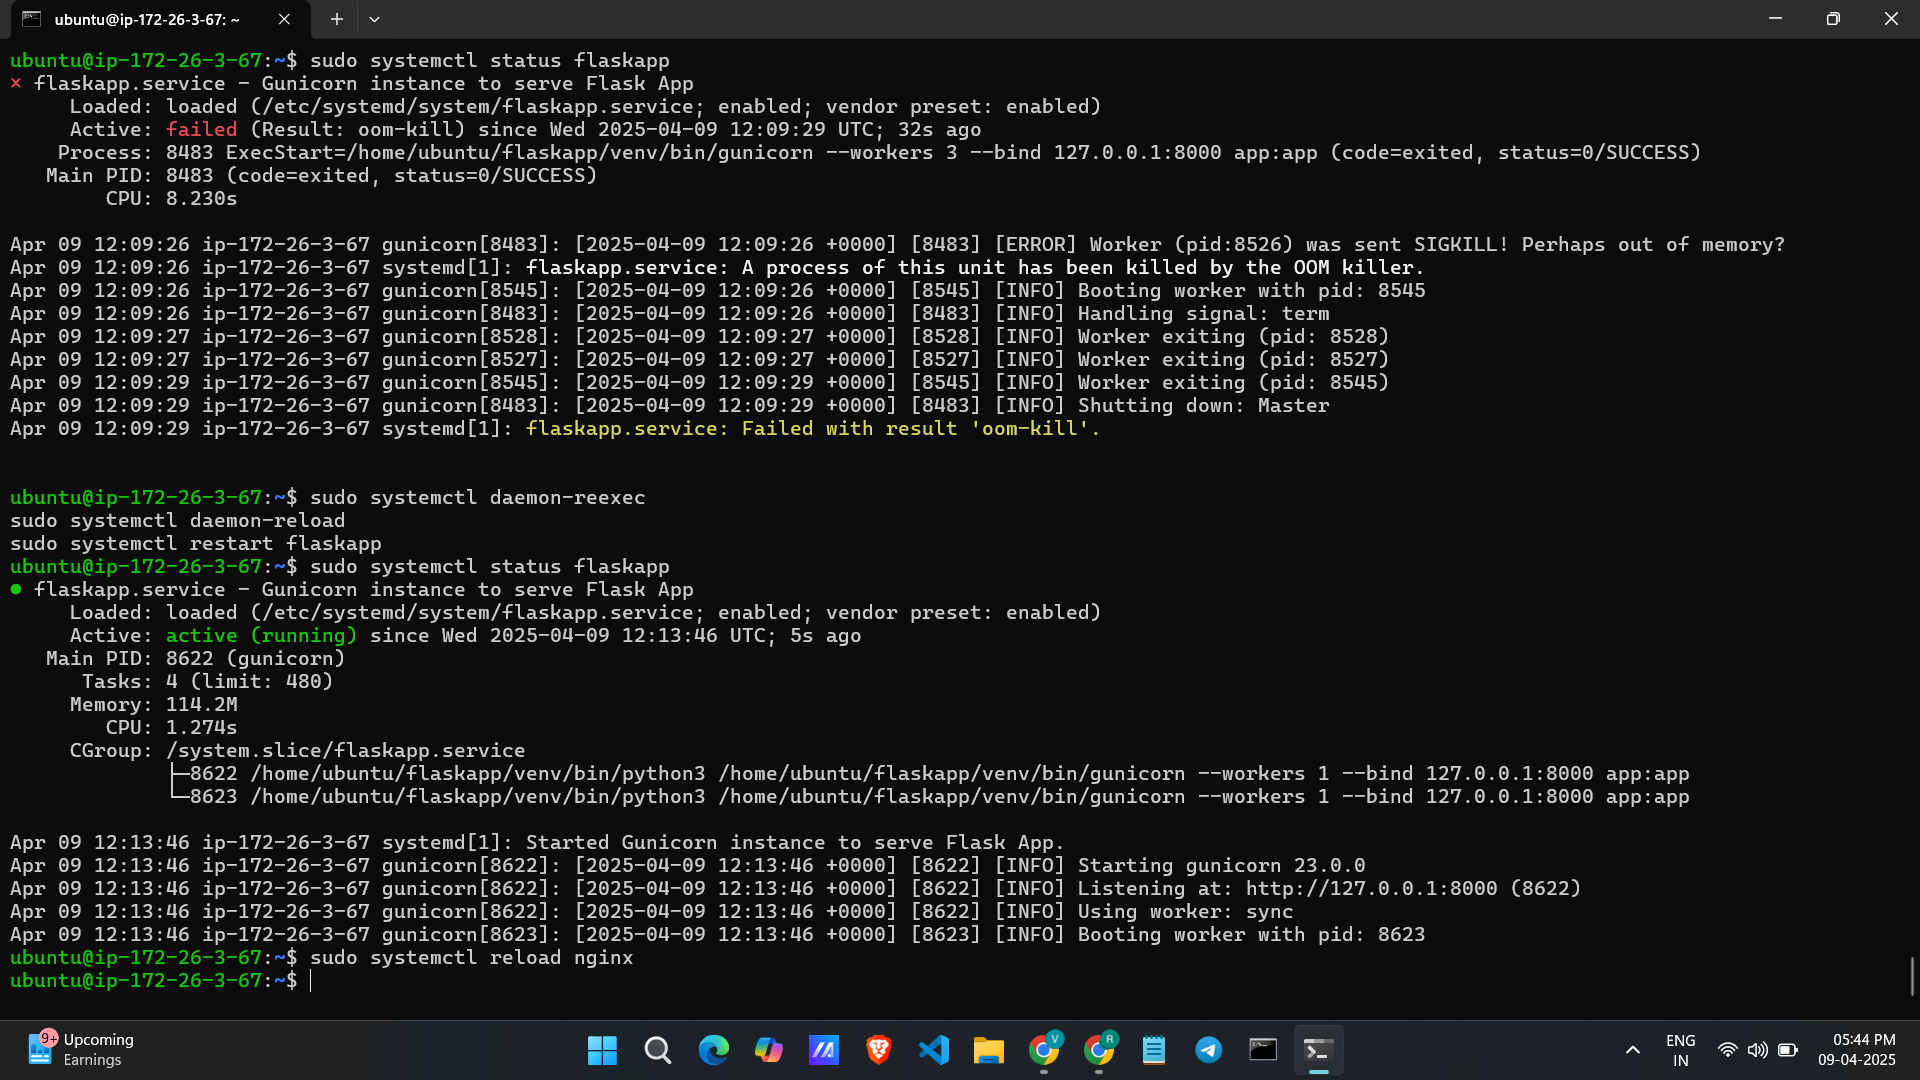 ubuntu@ip-172-26-3-67: ~
ubuntu@ip-172-26-3-67:~$ sudo systemctl status flaskapp
× flaskapp.service - Gunicorn instance to serve Flask App
Loaded: loaded (/etc/systemd/system/flaskapp.service; enabled; vendor preset: enabled)
Active: failed (Result: oom-kill) since Wed 2025-04-09 12:09:29 UTC; 32s ago
Process: 8483 ExecStart=/home/ubuntu/flaskapp/venv/bin/gunicorn --workers 3 --bind 127.0.0.1:8000 app:app (code=exited, status=0/SUCCESS)
Main PID: 8483 (code=exited, status=0/SUCCESS)
CPU: 8.230s
Apr 09 12:09:26 ip-172-26-3-67 gunicorn[8483]: [2025-04-09 12:09:26 +0000] [8483] [ERROR] Worker (pid:8526) was sent SIGKILL! Perhaps out of memory?
Apr 09 12:09:26 ip-172-26-3-67 systemd[1]: flaskapp.service: A process of this unit has been killed by the OOM killer.
Apr 09 12:09:26 ip-172-26-3-67 gunicorn[8545]: [2025-04-09 12:09:26 +0000] [8545] [INFO] Booting worker with pid: 8545
Apr 09 12:09:26 ip-172-26-3-67 gunicorn[8483]: [2025-04-09 12:09:26 +0000] [8483] [INFO] Handling signal: term
Apr 09 12:09:27 ip-172-26-3-67 gunicorn[8528]: [2025-04-09 12:09:27 +0000] [8528] [INFO] Worker exiting (pid: 8528)
Apr 09 12:09:27 ip-172-26-3-67 gunicorn[8527]: [2025-04-09 12:09:27 +0000] [8527] [INFO] Worker exiting (pid: 8527)
Apr 09 12:09:29 ip-172-26-3-67 gunicorn[8545]: [2025-04-09 12:09:29 +0000] [8545] [INFO] Worker exiting (pid: 8545)
Apr 09 12:09:29 ip-172-26-3-67 gunicorn[8483]: [2025-04-09 12:09:29 +0000] [8483] [INFO] Shutting down: Master
Apr 09 12:09:29 ip-172-26-3-67 systemd[1]: flaskapp.service: Failed with result 'oom-kill'.
ubuntu@ip-172-26-3-67:~$ sudo systemctl daemon-reexec
sudo systemctl daemon-reload
sudo systemctl restart flaskapp
ubuntu@ip-172-26-3-67:~$ sudo systemctl status flaskapp
● flaskapp.service - Gunicorn instance to serve Flask App
Loaded: loaded (/etc/systemd/system/flaskapp.service; enabled; vendor preset: enabled)
Active: active (running) since Wed 2025-04-09 12:13:46 UTC; 5s ago
Main PID: 8622 (gunicorn)
Tasks: 4 (limit: 480)
Memory: 114.2M
CPU: 1.274s
CGroup: /system.slice/flaskapp.service
├─8622 /home/ubuntu/flaskapp/venv/bin/python3 /home/ubuntu/flaskapp/venv/bin/gunicorn --workers 1 --bind 127.0.0.1:8000 app:app
└─8623 /home/ubuntu/flaskapp/venv/bin/python3 /home/ubuntu/flaskapp/venv/bin/gunicorn --workers 1 --bind 127.0.0.1:8000 app:app
Apr 09 12:13:46 ip-172-26-3-67 systemd[1]: Started Gunicorn instance to serve Flask App.
Apr 09 12:13:46 ip-172-26-3-67 gunicorn[8622]: [2025-04-09 12:13:46 +0000] [8622] [INFO] Starting gunicorn 23.0.0
Apr 09 12:13:46 ip-172-26-3-67 gunicorn[8622]: [2025-04-09 12:13:46 +0000] [8622] [INFO] Listening at: http://127.0.0.1:8000 (8622)
Apr 09 12:13:46 ip-172-26-3-67 gunicorn[8622]: [2025-04-09 12:13:46 +0000] [8622] [INFO] Using worker: sync
Apr 09 12:13:46 ip-172-26-3-67 gunicorn[8623]: [2025-04-09 12:13:46 +0000] [8623] [INFO] Booting worker with pid: 8623
ubuntu@ip-172-26-3-67:~$ sudo systemctl reload nginx
ubuntu@ip-172-26-3-67:~$
9+
Upcoming
Earnings
V
R
ENG
IN
05:44 PM
09-04-2025